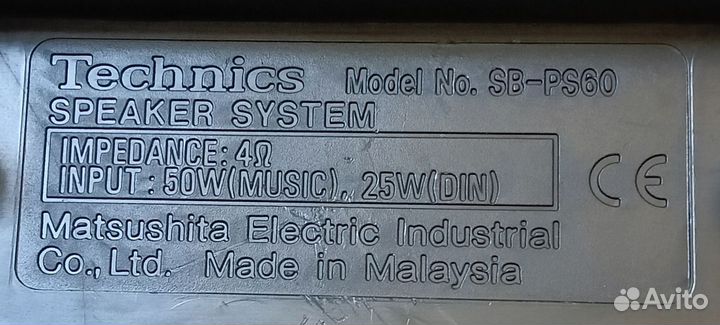 Technics Model No. SB-PS60
SPEAKER SYSTEM
IMPEDANCE: 4Ω
INPUT: 50W(MUSIC), 25W(DIN)
CE
Matsushita Electric Industrial
Co., Ltd. Made in Malaysia
Avito